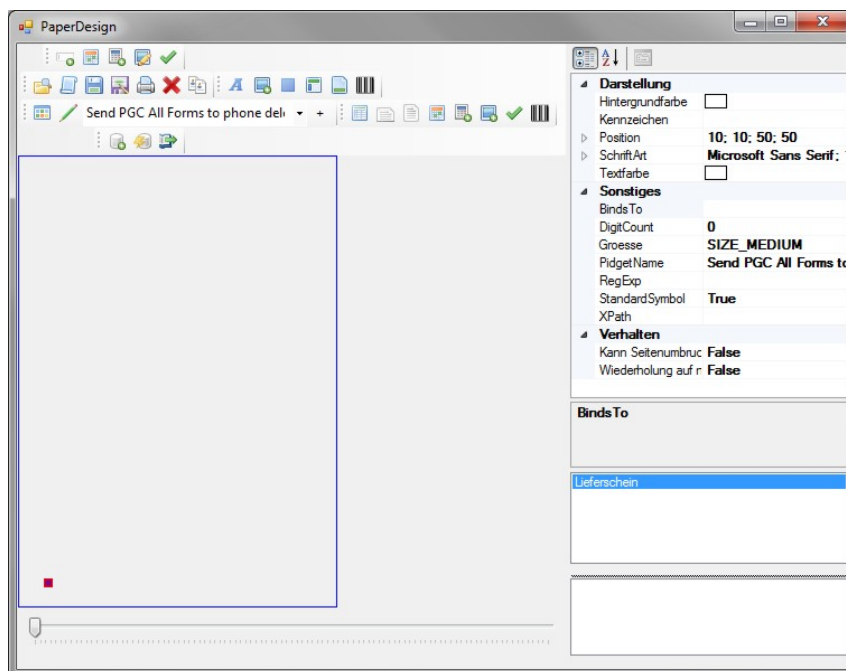 PaperDesign
Send PGC All Forms to phone del
Darstellung
Hintergrundfarbe
Kennzeichen
Position 10; 10; 50; 50
SchriftArt Microsoft Sans Serif;
Textfarbe
Sonstiges
BindsTo
DigitCount 0
Groesse SIZE_MEDIUM
PidgetName Send PGC All Forms to
RegExp
StandardSymbol True
XPath
Verhalten
Kann Seitenumbruc False
Wiederholung auf r False
BindsTo
Lieferschein